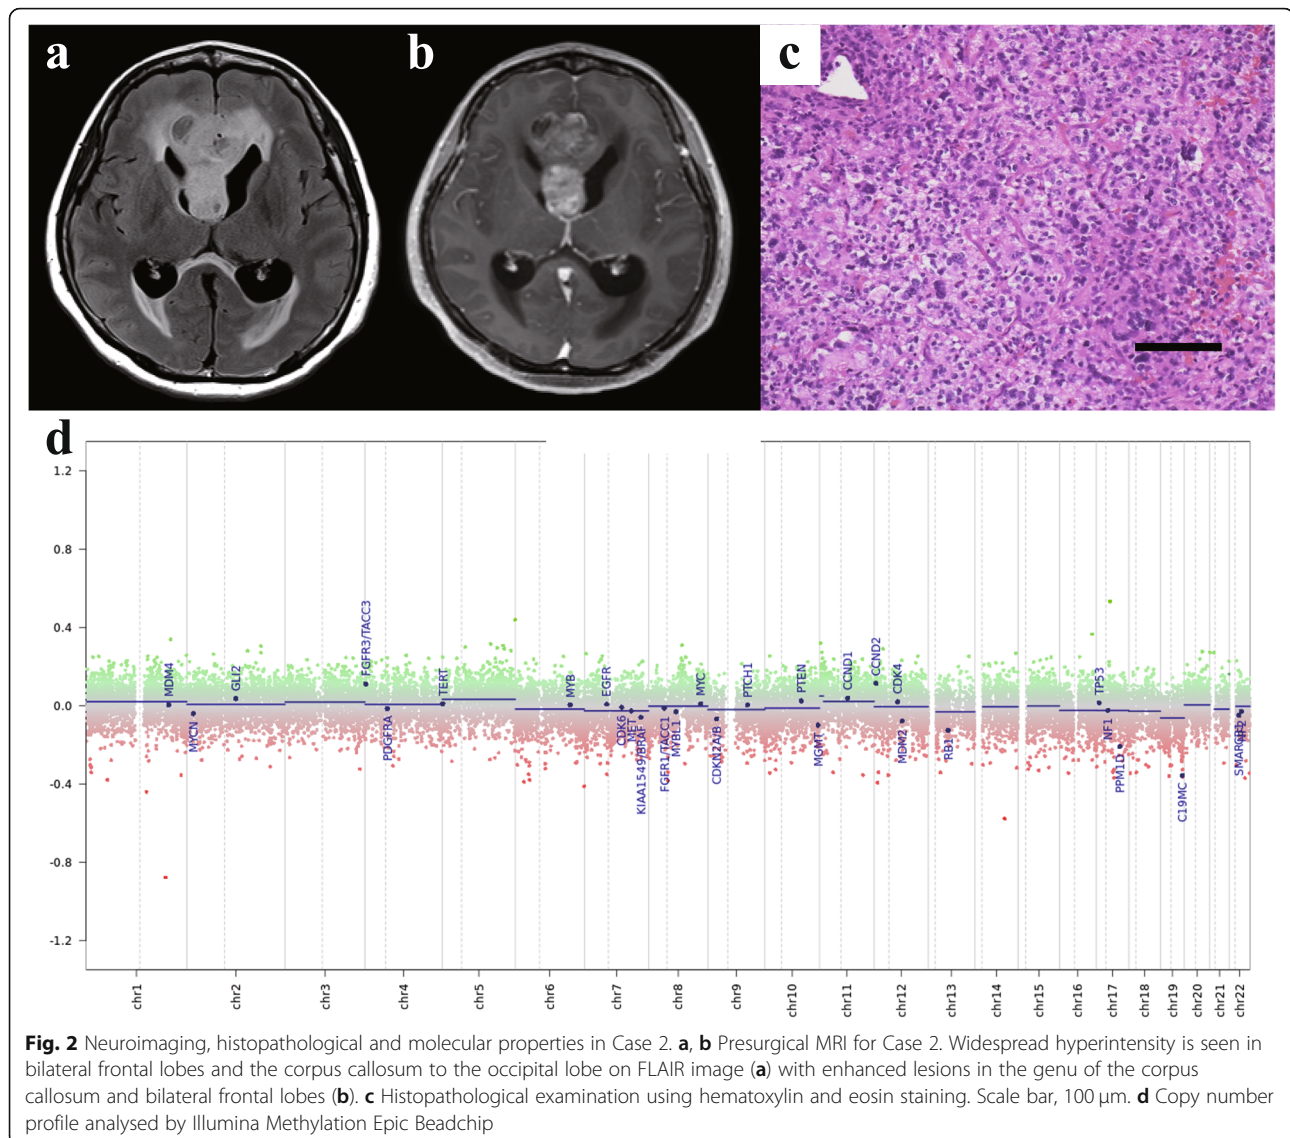 a
b
c
d
1.2
0.8
0.4
0.0
-0.4
-0.8
-1.2
MDM4
MYCN
GLI2
FGFR3/TACC3
PDGFRA
TERT
MYB
EGFR
CDK6
MET
KIAA1549/BRAF
FGFR1/TACC1
MYBL1
MYC
CDKN2A/B
PTCH1
PTEN
MGMT
CCND1
CCND2
CDK4
MDM2
RB1
TP53
NF1
PPM1D
C19MC
chr1
chr2
chr3
chr4
chr5
chr6
chr7
chr8
chr9
chr10
chr11
chr12
chr13
chr14
chr15
chr16
chr17
chr18
chr19
chr20
chr21
chr22
Fig. 2 Neuroimaging, histopathological and molecular properties in Case 2. a, b Presurgical MRI for Case 2. Widespread hyperintensity is seen in
bilateral frontal lobes and the corpus callosum to the occipital lobe on FLAIR image (a) with enhanced lesions in the genu of the corpus
callosum and bilateral frontal lobes (b). c Histopathological examination using hematoxylin and eosin staining. Scale bar, 100 μm. d Copy number
profile analysed by Illumina Methylation Epic Beadchip